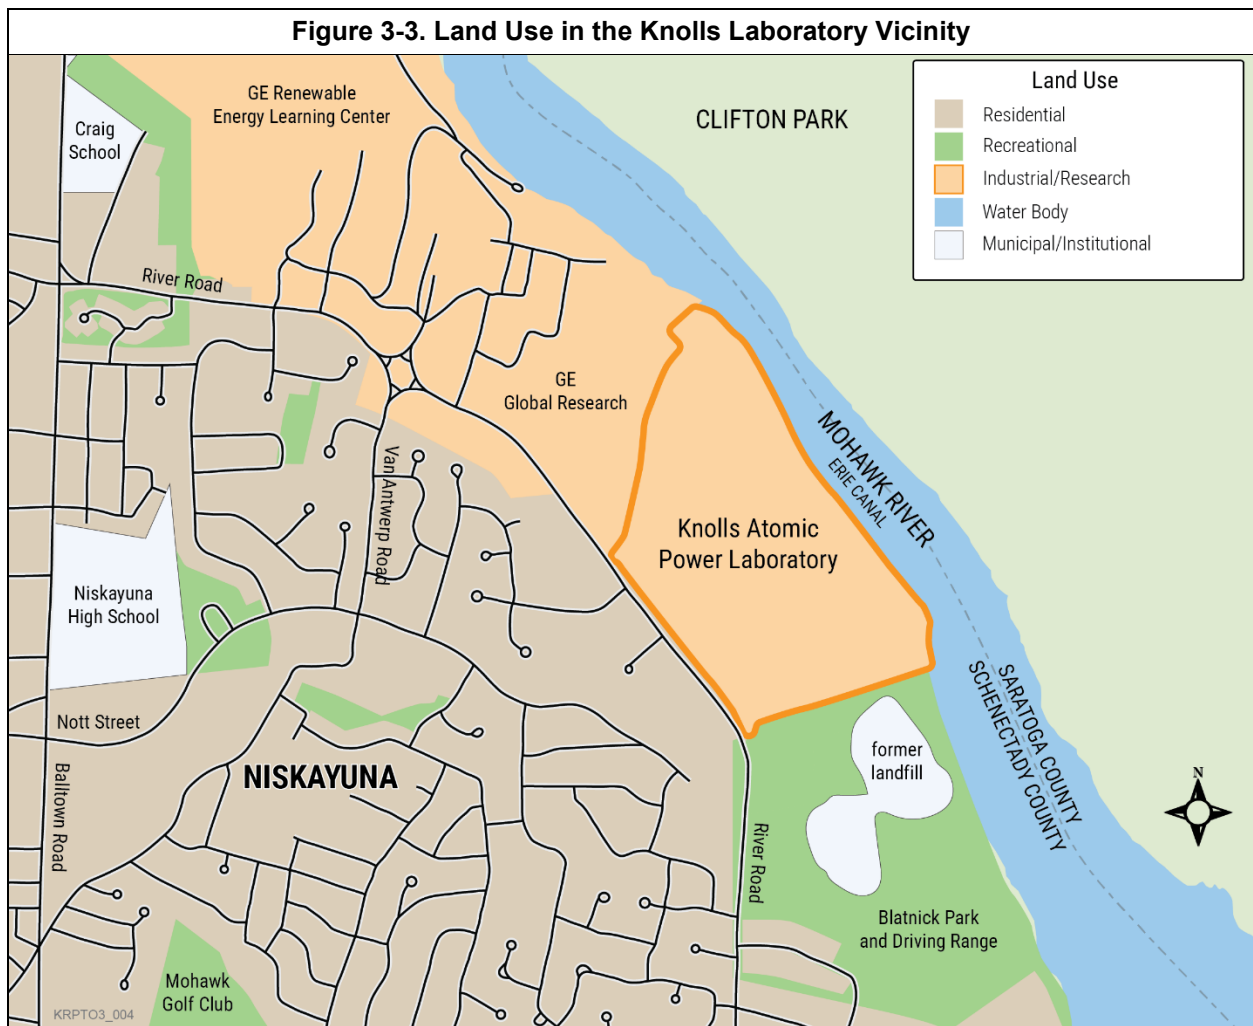 Figure 3-3. Land Use in the Knolls Laboratory Vicinity
Land Use
Residential
Recreational
Industrial/Research
Water Body
Municipal/Institutional
GE Renewable
Energy Learning Center
CLIFTON PARK
Craig
School
River Road
GE
Global Research
MOHAWK RIVER
ERIE CANAL
Van Antwerp Road
Knolls Atomic
Power Laboratory
Niskayuna
High School
SARATOGA COUNTY
SCHENECTADY COUNTY
Nott Street
NISKAYUNA
former
landfill
N
Balltown Road
River Road
Blatnick Park
and Driving Range
Mohawk
Golf Club
KRPTO3_004